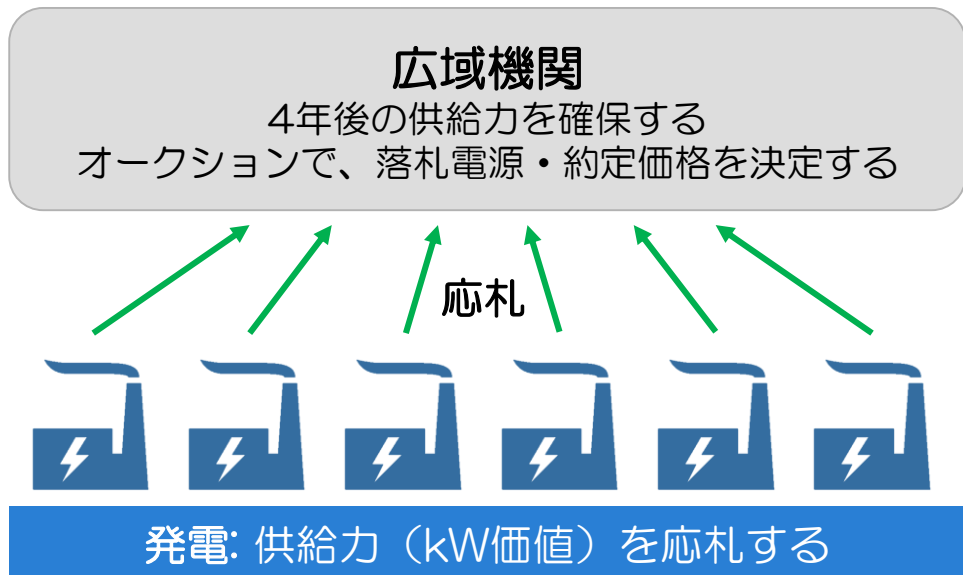 広域機関
4年後の供給力を確保する
オークションで、落札電源・約定価格を決定する
応札
発電: 供給力（kW価値）を応札する